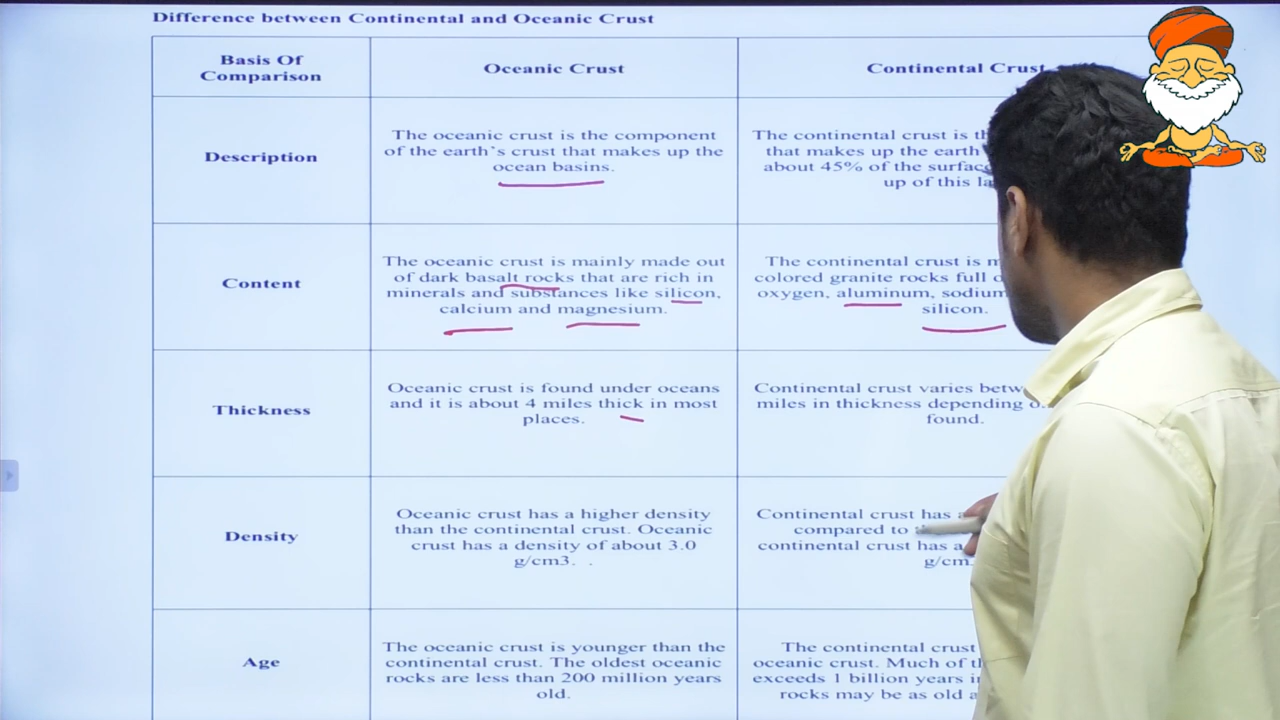 Difference between Continental and Oceanic Crust
Basis Of
Comparison
Oceanic Crust
Continental Crust
Description
The oceanic crust is the component
of the earth's crust that makes up the
ocean basins.
The continental crust is
that makes up the earth
about 45% of the
up of this
Content
The oceanic crust is mainly made out
of dark basalt rocks that are rich in
minerals and substances like silicon,
calcium and magnesium.
The continental crust is
colored granite rocks full
oxygen, aluminum, sodium
silicon.
Thickness
Oceanic crust is found under oceans
and it is about 4 miles thick in most
places.
Continental crust varies
miles in thickness depending
found.
Density
Oceanic crust has a higher density
than the continental crust. Oceanic
crust has a density of about 3.0
g/cm3. .
Continental crust has a
compared to
continental crust has a
g/cm
Age
The oceanic crust is younger than the
continental crust. The oldest oceanic
rocks are less than 200 million years
old.
The continental crust
oceanic crust. Much of
exceeds 1 billion years
rocks may be as old